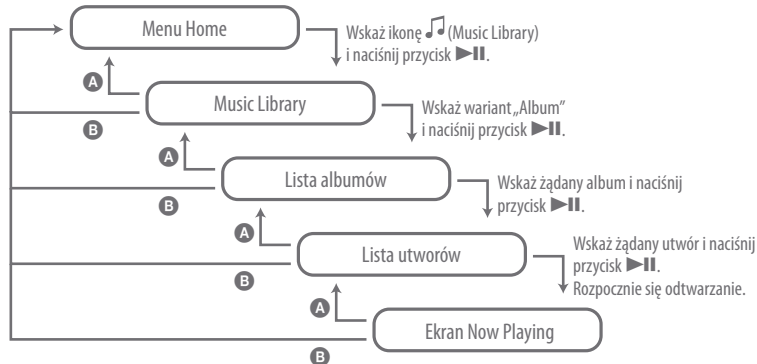 Menu Home
Wskaż ikonę (Music Library)
i naciśnij przycisk ►II.
A
Music Library
B
Wskaż wariant „Album”
i naciśnij przycisk ►II.
A
Lista albumów
B
Wskaż żądany album i naciśnij
przycisk ►II.
A
Lista utworów
B
Wskaż żądany utwór i naciśnij
przycisk ►II.
Rozpocznie się odtwarzanie.
A
Ekran Now Playing
B